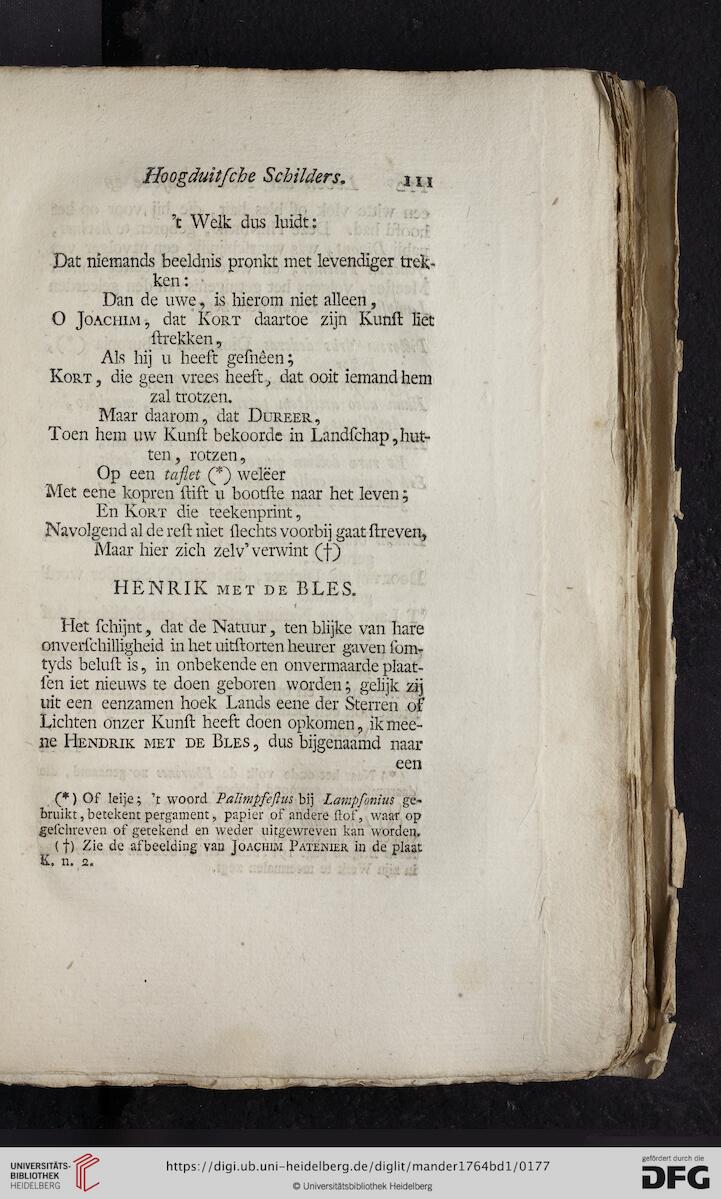 Hoogduitſche Schilders. 111
't Welk dus luidt:
Dat niemands beeldnis pronkt met levendiger trek-
ken:
Dan de uwe, is hierom niet alleen,
O JOACHIM, dat KORT daartoe zijn Kunſt liet
ſtrekken,
Als hij u heeft geſnêen;
KORT, die geen vrees heeft, dat ooit iemand hem
zal trotzen.
Maar daarom, dat DUREER,
Toen hem uw Kunſt bekoorde in Landſchap, hut-
ten, rotzen,
Op een taflet (*) welëer
Met eene kopren ſtift u bootſte naar het leven;
En KORT die teekenprint,
Navolgend al de reſt niet ſlechts voorbij gaat ſtreven,
Maar hier zich zelv' verwint (†)
HENRIK MET DE BLES.
Het ſchijnt, dat de Natuur, ten blijke van hare
onverſchilligheid in het uitſtorten heurer gaven ſom-
tyds beluſt is, in onbekende en onvermaarde plaat-
ſen iet nieuws te doen geboren worden; gelijk zij
uit een eenzamen hoek Lands eene der Sterren of
Lichten onzer Kunſt heeft doen opkomen, ik mee-
ne HENDRIK MET DE BLES, dus bijgenaamd naar
een
(*) Of leije; 't woord Palimpſeſtus bij Lampſonius ge-
bruikt, betekent pergament, papier of andere ſtof, waar op
geſchreven of getekend en weder uitgewreven kan worden.
(†) Zie de afbeelding van JOACHIM PATENIER in de plaat
K. n. 2.
UNIVERSITÄTS-
BIBLIOTHEK
HEIDELBERG
https://digi.ub.uni-heidelberg.de/diglit/mander1764bd1/0177
© Universitätsbibliothek Heidelberg
gefördert durch die
DFG